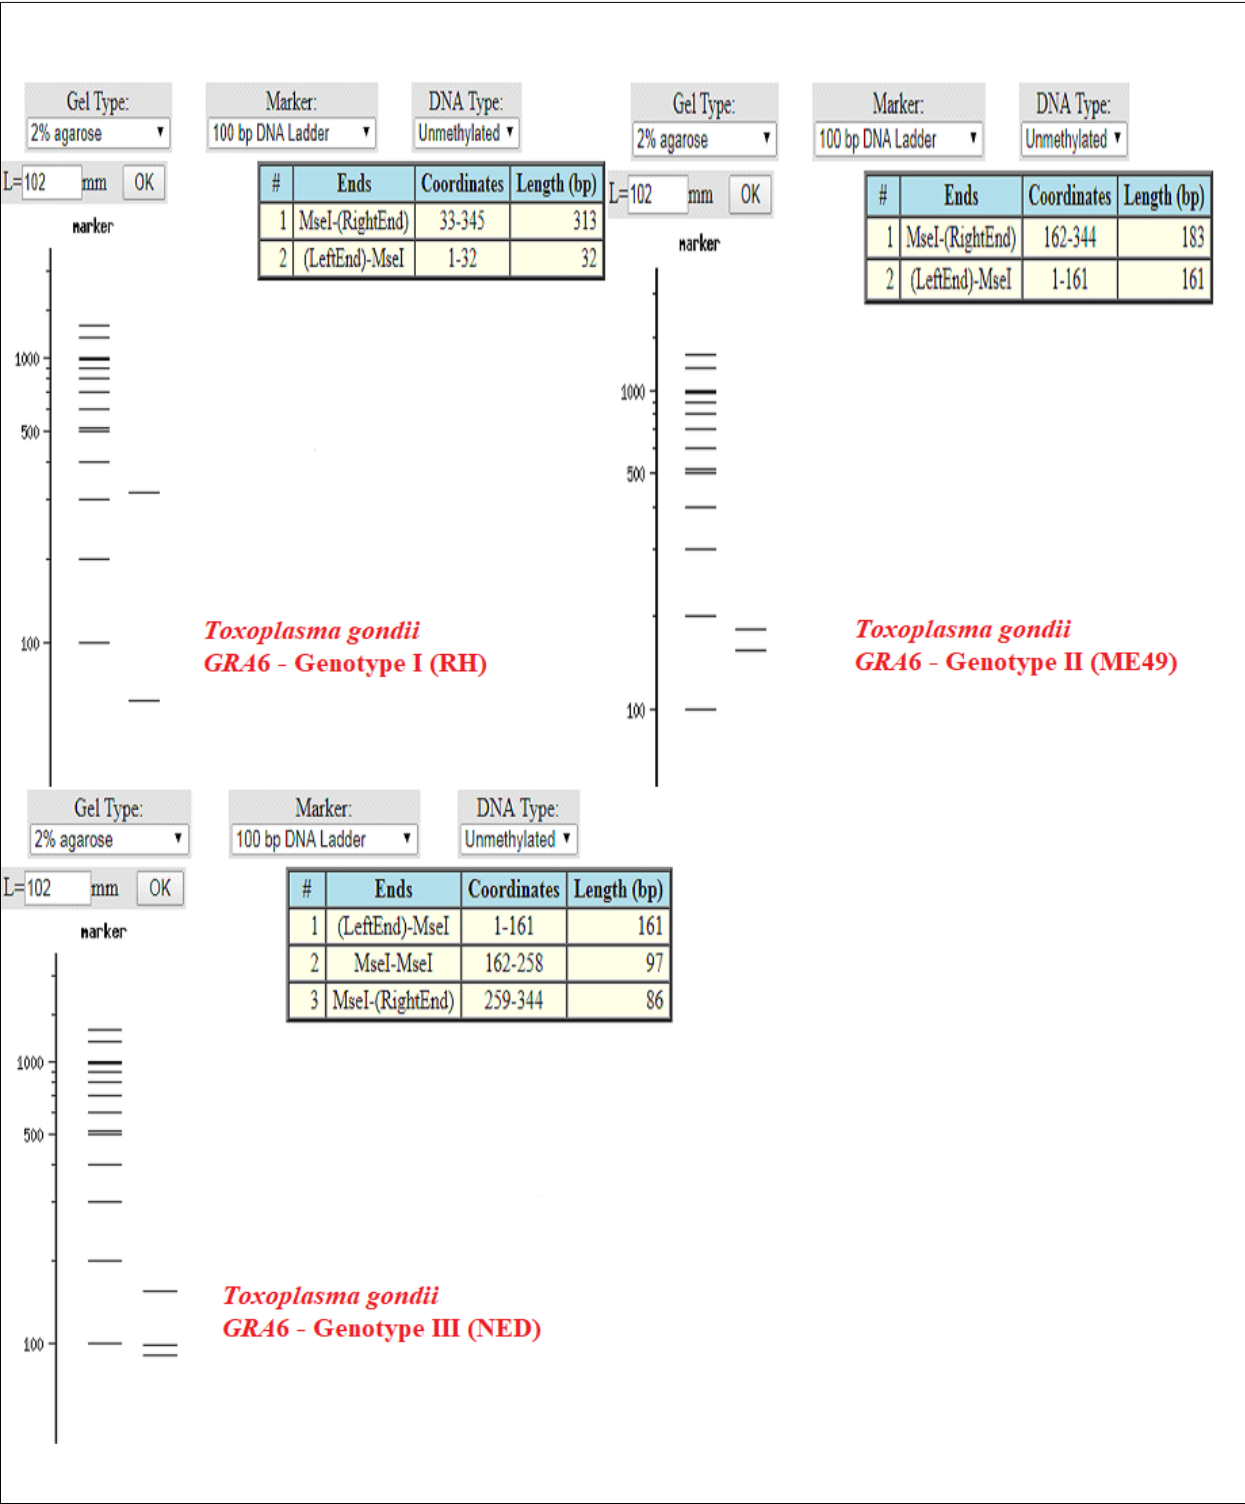 Gel Type:
2% agarose
Marker:
100 bp DNA Ladder
DNA Type:
Unmethylated
L= 102 mm OK
# Ends Coordinates Length (bp)
1 MseI-(RightEnd) 33-345 313
2 (LeftEnd)-MseI 1-32 32
marker
1000
500
100
Toxoplasma gondii
GRA6 - Genotype I (RH)
Gel Type:
2% agarose
Marker:
100 bp DNA Ladder
DNA Type:
Unmethylated
L= 102 mm OK
# Ends Coordinates Length (bp)
1 MseI-(RightEnd) 162-344 183
2 (LeftEnd)-MseI 1-161 161
marker
1000
500
100
Toxoplasma gondii
GRA6 - Genotype II (ME49)
Gel Type:
2% agarose
Marker:
100 bp DNA Ladder
DNA Type:
Unmethylated
L= 102 mm OK
# Ends Coordinates Length (bp)
1 (LeftEnd)-MseI 1-161 161
2 MseI-MseI 162-258 97
3 MseI-(RightEnd) 259-344 86
marker
1000
500
100
Toxoplasma gondii
GRA6 - Genotype III (NED)